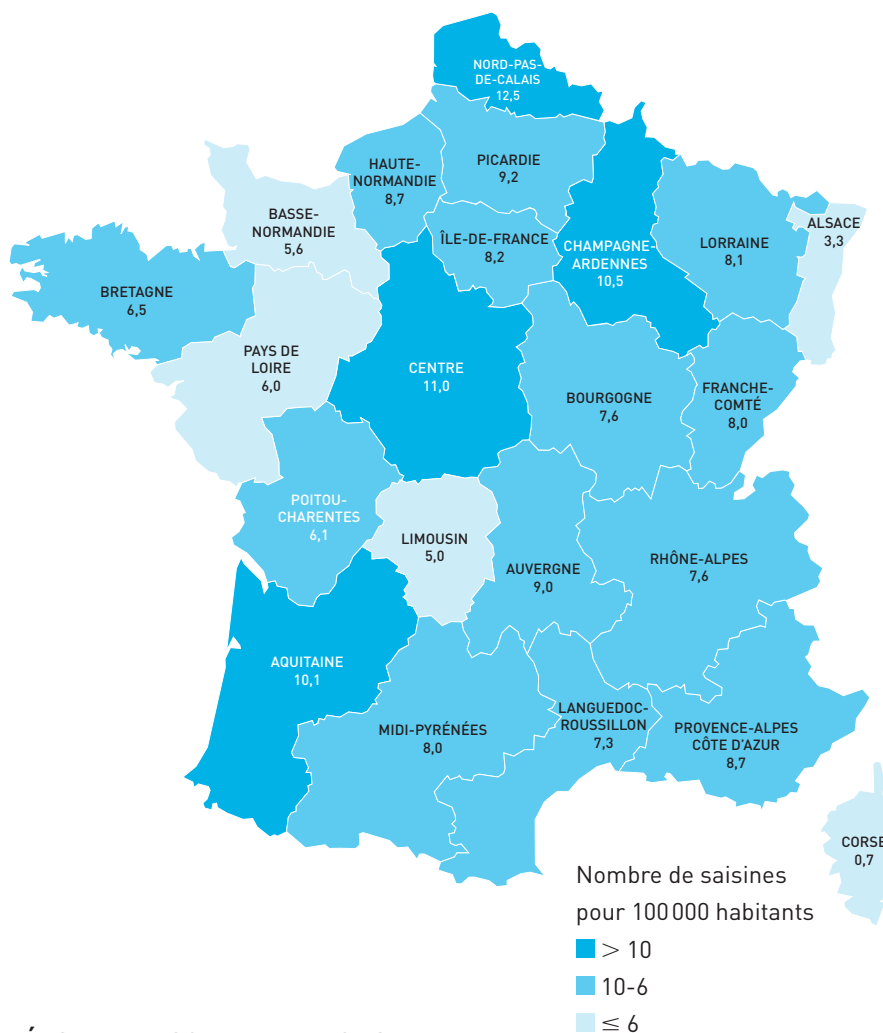 NORD-PAS-
DE-CALAIS
12,5
PICARDIE
9,2
HAUTE-
NORMANDIE
8,7
BASSE-
NORMANDIE
5,6
ÎLE-DE-FRANCE
8,2
CHAMPAGNE-
ARDENNES
10,5
LORRAINE
8,1
ALSACE
3,3
BRETAGNE
6,5
PAYS DE
LOIRE
6,0
CENTRE
11,0
BOURGOGNE
7,6
FRANCHE-
COMTÉ
8,0
POITOU-
CHARENTES
6,1
LIMOUSIN
5,0
AUVERGNE
9,0
RHÔNE-ALPES
7,6
AQUITAINE
10,1
MIDI-PYRÉNÉES
8,0
LANGUEDOC-
ROUSSILLON
7,3
PROVENCE-ALPES
CÔTE D'AZUR
8,7
CORSE
0,7
Nombre de saisines
pour 100 000 habitants
> 10
10-6
≤ 6